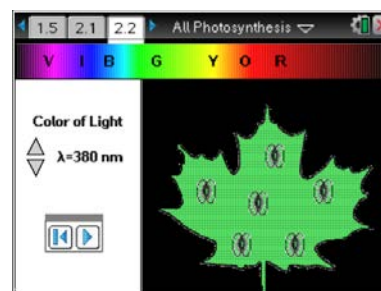 1.5 2.1 2.2 All Photosynthesis
V I B G Y O R
Color of Light
λ=380 nm